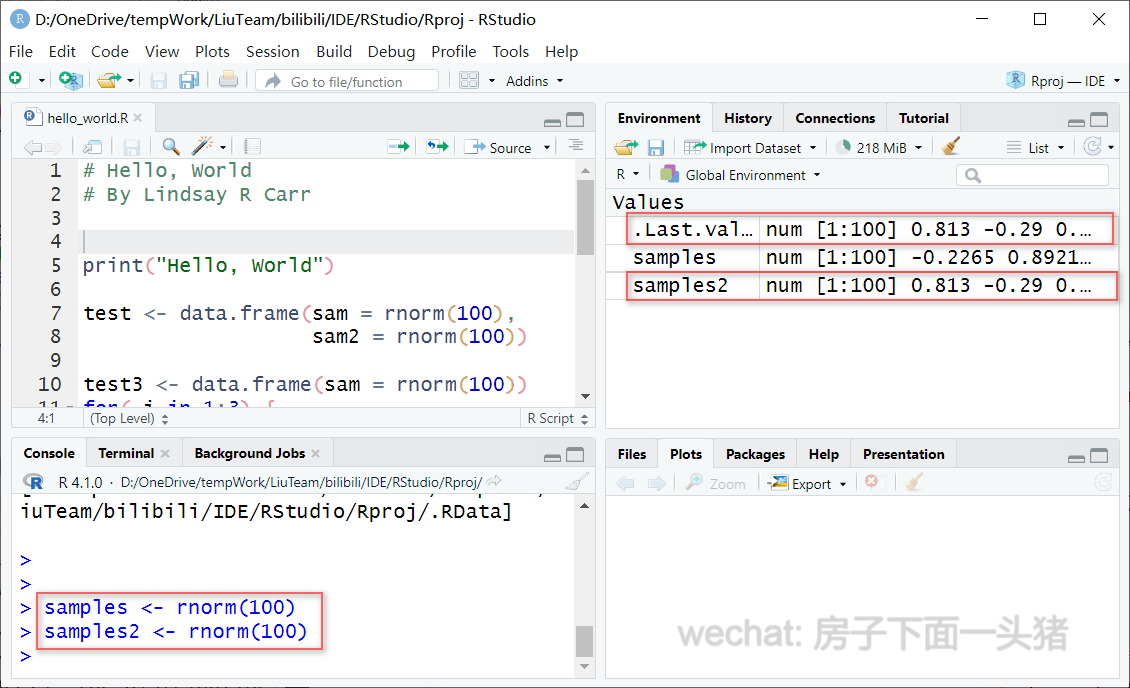 D:/OneDrive/tempWork/LiuTeam/bilibili/IDE/RStudio/Rproj - RStudio
File Edit Code View Plots Session Build Debug Profile Tools Help
Go to file/function
Addins
Rproj — IDE
hello_world.R
Source
1 # Hello, World
2 # By Lindsay R Carr
3
4
5 print("Hello, World")
6
7 test <- data.frame(sam = rnorm(100),
8 sam2 = rnorm(100))
9
10 test3 <- data.frame(sam = rnorm(100))
11 for( i in 1:3) {
4:1 (Top Level) R Script
Environment History Connections Tutorial
Import Dataset 218 MiB List
R Global Environment
Values
.Last.val… num [1:100] 0.813 -0.29 0.…
samples num [1:100] -0.2265 0.8921…
samples2 num [1:100] 0.813 -0.29 0.…
Console Terminal Background Jobs
R 4.1.0 · D:/OneDrive/tempWork/LiuTeam/bilibili/IDE/RStudio/Rproj/
iuTeam/bilibili/IDE/RStudio/Rproj/.RData]
>
>
> samples <- rnorm(100)
> samples2 <- rnorm(100)
>
Files Plots Packages Help Presentation
Zoom Export
wechat: 房子下面一头猪